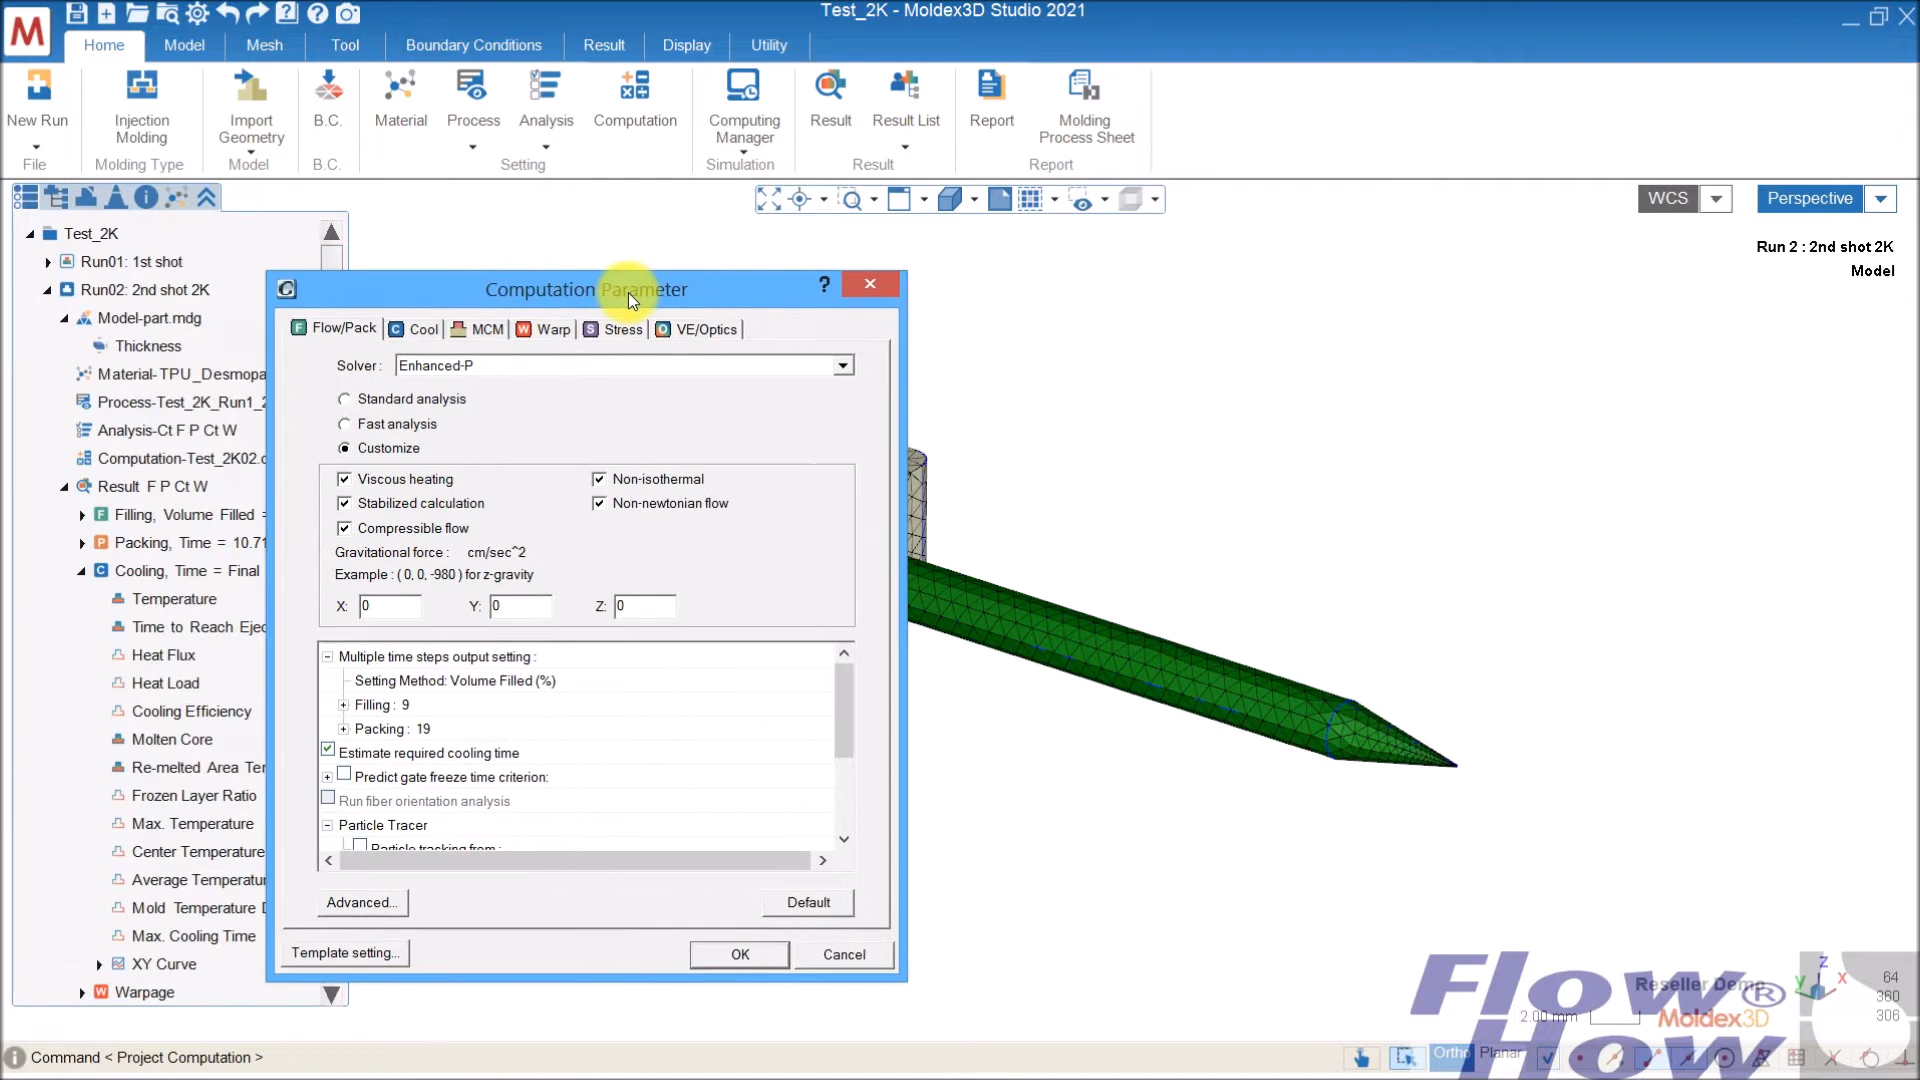 Test_2K - Moldex3D Studio 2021
Home Model Mesh Tool Boundary Conditions Result Display Utility
New Run
Injection Molding
Import Geometry
B.C.
Material
Process
Analysis
Computation
Computing Manager
Result
Result List
Report
Molding Process Sheet
File
Molding Type
Model
B.C.
Setting
Simulation
Result
Report
WCS
Perspective
Run 2 : 2nd shot 2K
Model
Test_2K
Run01: 1st shot
Run02: 2nd shot 2K
Model-part.mdg
Thickness
Material-TPU_Desmopa
Process-Test_2K_Run1_2
Analysis-Ct F P Ct W
Computation-Test_2K02.c
Result F P Ct W
Filling, Volume Filled =
Packing, Time = 10.71
Cooling, Time = Final
Temperature
Time to Reach Ejec
Heat Flux
Heat Load
Cooling Efficiency
Molten Core
Re-melted Area Ter
Frozen Layer Ratio
Max. Temperature
Center Temperature
Average Temperatur
Mold Temperature D
Max. Cooling Time
XY Curve
Warpage
Computation Parameter
Flow/Pack Cool MCM Warp Stress VE/Optics
Solver : Enhanced-P
Standard analysis
Fast analysis
Customize
Viscous heating Non-isothermal
Stabilized calculation Non-newtonian flow
Compressible flow
Gravitational force : cm/sec^2
Example : ( 0, 0, -980 ) for z-gravity
X: 0 Y: 0 Z: 0
Multiple time steps output setting :
Setting Method: Volume Filled (%)
Filling : 9
Packing : 19
Estimate required cooling time
Predict gate freeze time criterion:
Run fiber orientation analysis
Particle Tracer
Particle tracking from :
Advanced... Default
Template setting... OK Cancel
Flow
How
Reseller Demo
®
Moldex3D
2.00 mm
Z
Y
X
64
360
306
Command < Project Computation >
Ortho Planar